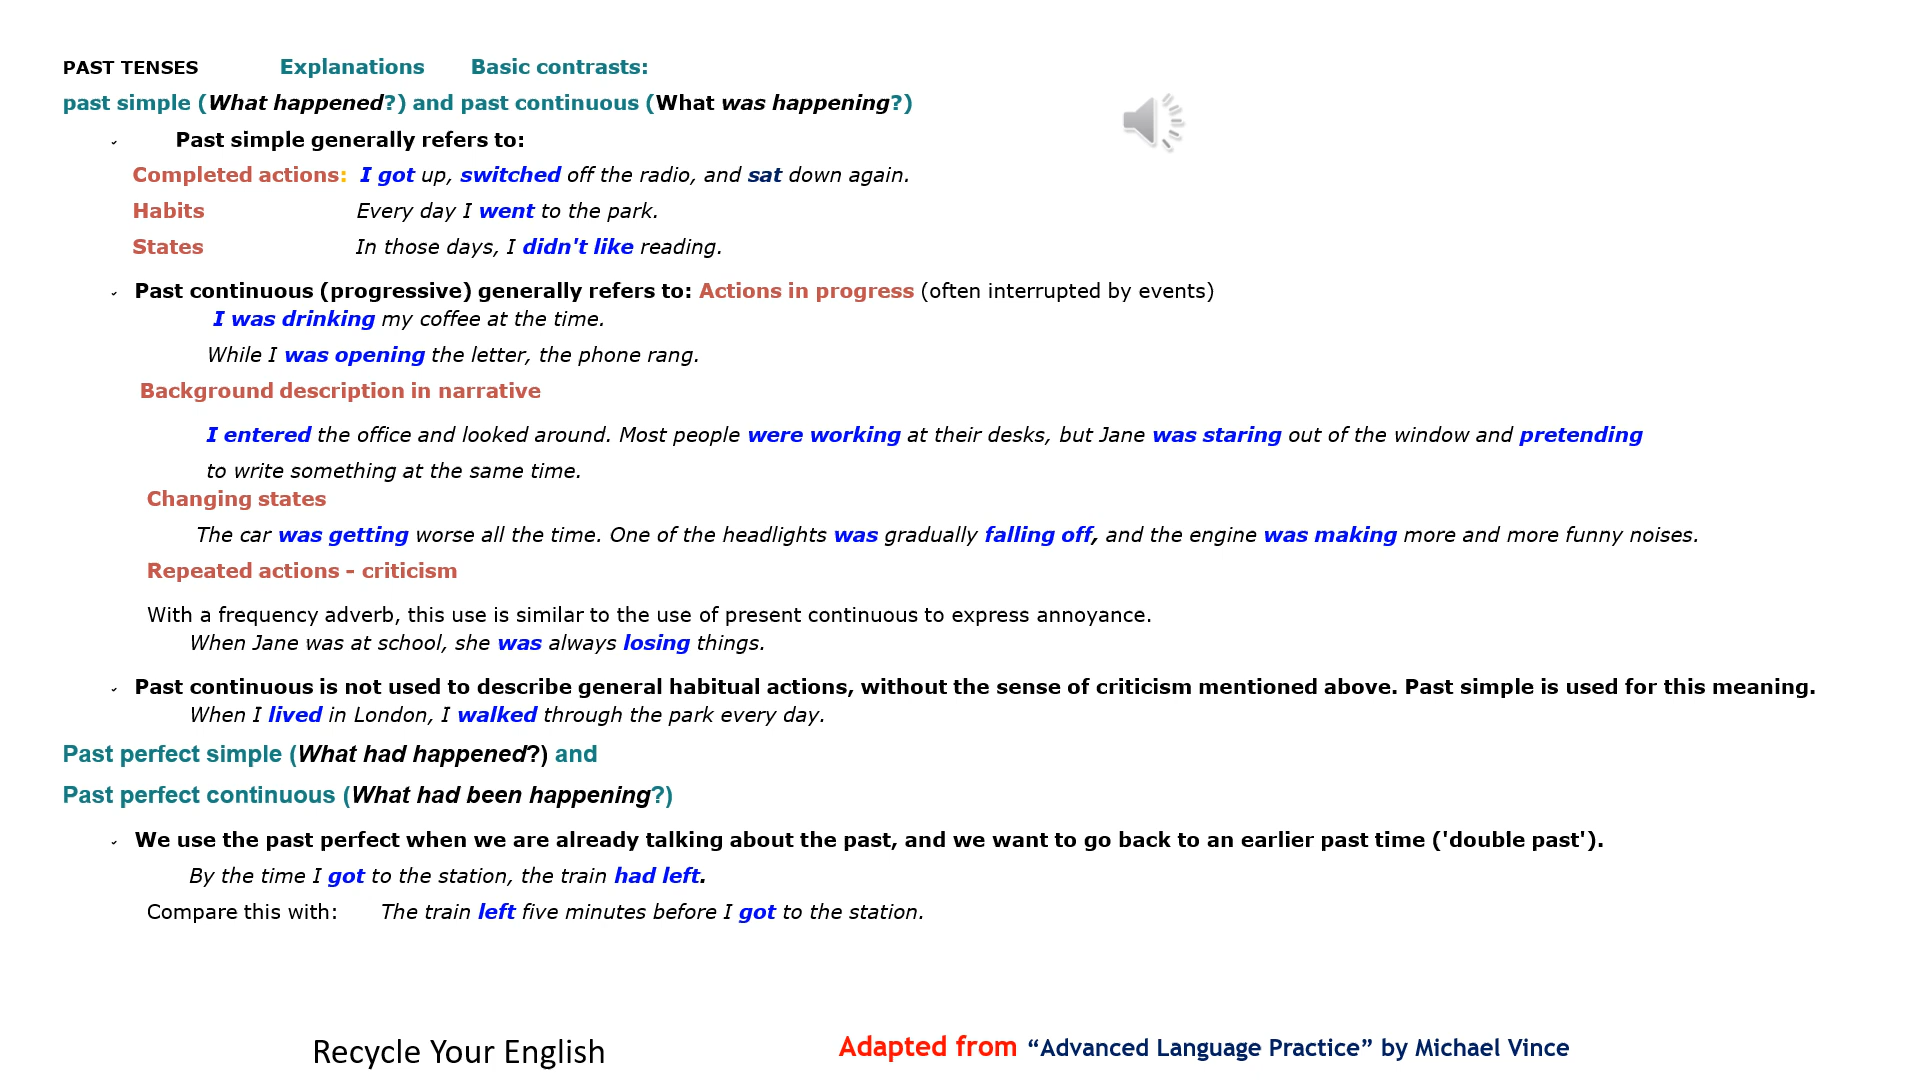 PAST TENSES Explanations Basic contrasts:
past simple (What happened?) and past continuous (What was happening?)
Past simple generally refers to:
Completed actions: I got up, switched off the radio, and sat down again.
Habits Every day I went to the park.
States In those days, I didn't like reading.
Past continuous (progressive) generally refers to: Actions in progress (often interrupted by events)
I was drinking my coffee at the time.
While I was opening the letter, the phone rang.
Background description in narrative
I entered the office and looked around. Most people were working at their desks, but Jane was staring out of the window and pretending
to write something at the same time.
Changing states
The car was getting worse all the time. One of the headlights was gradually falling off, and the engine was making more and more funny noises.
Repeated actions - criticism
With a frequency adverb, this use is similar to the use of present continuous to express annoyance.
When Jane was at school, she was always losing things.
Past continuous is not used to describe general habitual actions, without the sense of criticism mentioned above. Past simple is used for this meaning.
When I lived in London, I walked through the park every day.
Past perfect simple (What had happened?) and
Past perfect continuous (What had been happening?)
We use the past perfect when we are already talking about the past, and we want to go back to an earlier past time ('double past').
By the time I got to the station, the train had left.
Compare this with: The train left five minutes before I got to the station.
Recycle Your English
Adapted from “Advanced Language Practice” by Michael Vince